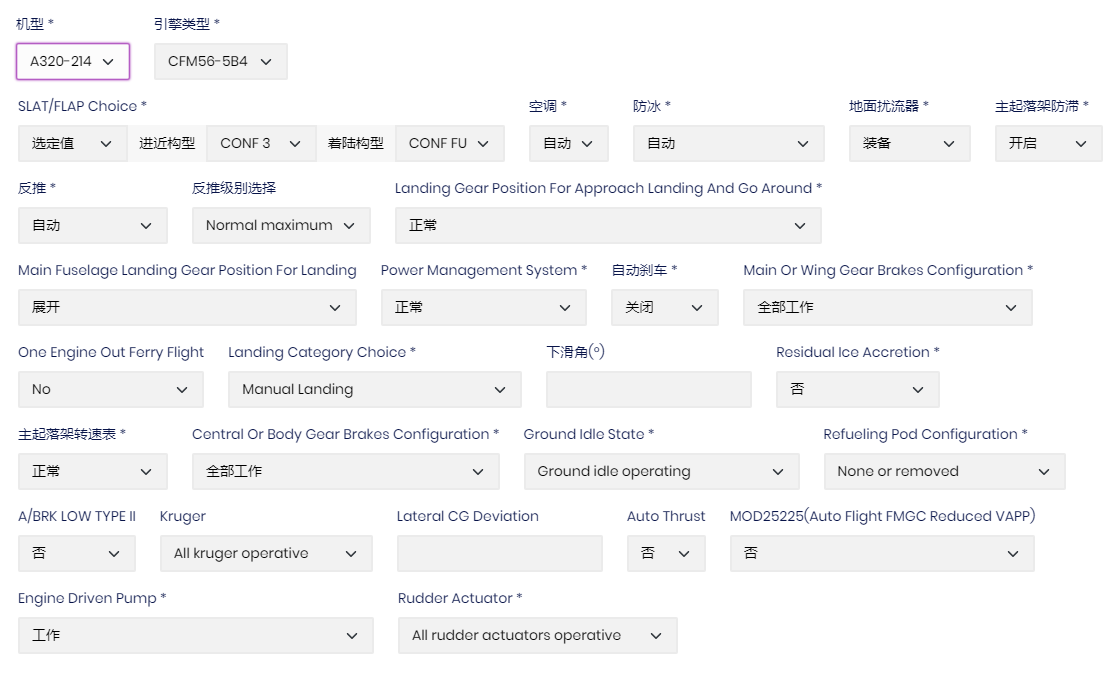 机型 * 引擎类型 *
A320-214 CFM56-5B4
SLAT/FLAP Choice * 空调 * 防冰 * 地面扰流器 * 主起落架防滞 *
选定值 进近构型 CONF 3 着陆构型 CONF FU 自动 自动 装备 开启
反推 * 反推级别选择 Landing Gear Position For Approach Landing And Go Around *
自动 Normal maximum 正常
Main Fuselage Landing Gear Position For Landing Power Management System * 自动刹车 * Main Or Wing Gear Brakes Configuration *
展开 正常 关闭 全部工作
One Engine Out Ferry Flight Landing Category Choice * 下滑角(º) Residual Ice Accretion *
No Manual Landing 否
主起落架转速表 * Central Or Body Gear Brakes Configuration * Ground Idle State * Refueling Pod Configuration *
正常 全部工作 Ground idle operating None or removed
A/BRK LOW TYPE II Kruger Lateral CG Deviation Auto Thrust MOD25225(Auto Flight FMGC Reduced VAPP)
否 All kruger operative 否 否
Engine Driven Pump * Rudder Actuator *
工作 All rudder actuators operative